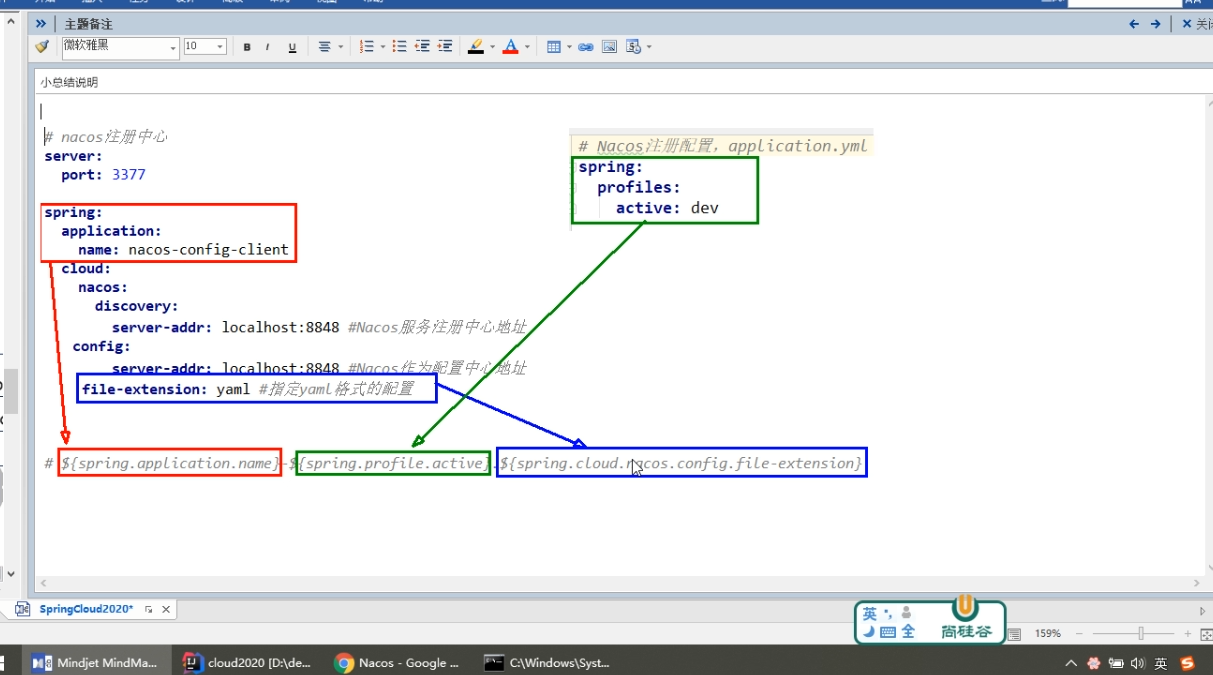 主题备注
关
微软雅黑
10
B I U
小总结说明
# nacos注册中心
server:
port: 3377
spring:
application:
name: nacos-config-client
cloud:
nacos:
discovery:
server-addr: localhost:8848 #Nacos服务注册中心地址
config:
server-addr: localhost:8848 #Nacos作为配置中心地址
file-extension: yaml #指定yaml格式的配置
# Nacos注册配置，application.yml
spring:
profiles:
active: dev
# ${spring.application.name}-${spring.profile.active}.${spring.cloud.nacos.config.file-extension}
SpringCloud2020*
英
全
尚硅谷
159%
Mindjet MindMa...
cloud2020 [D:\de...
Nacos - Google ...
C:\Windows\Syst...
英